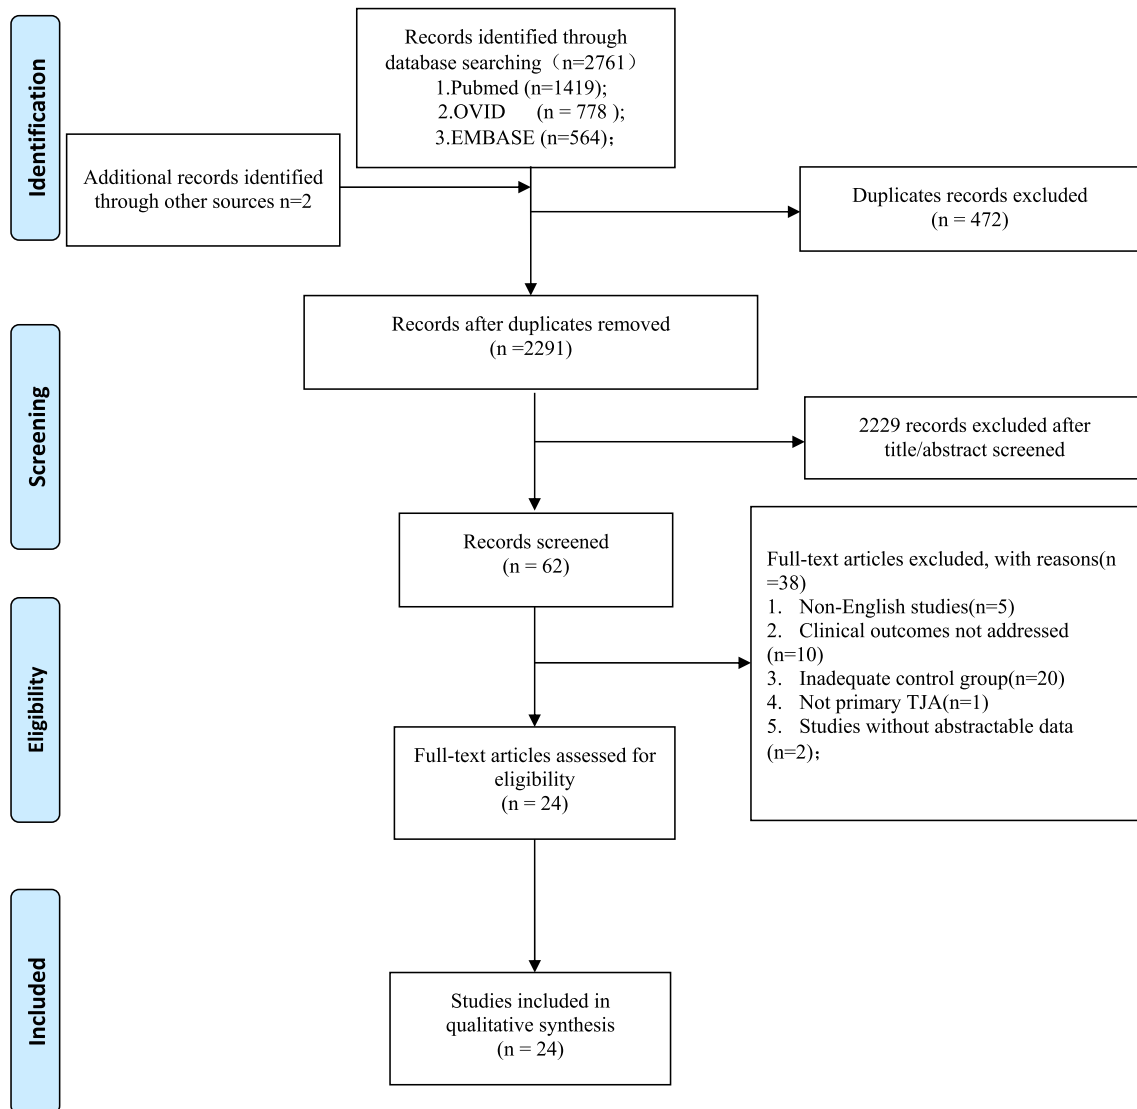 Identification
Records identified through
database searching（n=2761）
1.Pubmed (n=1419);
2.OVID (n = 778 );
3.EMBASE (n=564)；
Additional records identified
through other sources n=2
Duplicates records excluded
(n = 472)
Records after duplicates removed
(n =2291)
Screening
2229 records excluded after
title/abstract screened
Records screened
(n = 62)
Full-text articles excluded, with reasons(n
=38)
1. Non-English studies(n=5)
2. Clinical outcomes not addressed
(n=10)
3. Inadequate control group(n=20)
4. Not primary TJA(n=1)
5. Studies without abstractable data
(n=2)；
Eligibility
Full-text articles assessed for
eligibility
(n = 24)
Included
Studies included in
qualitative synthesis
(n = 24)